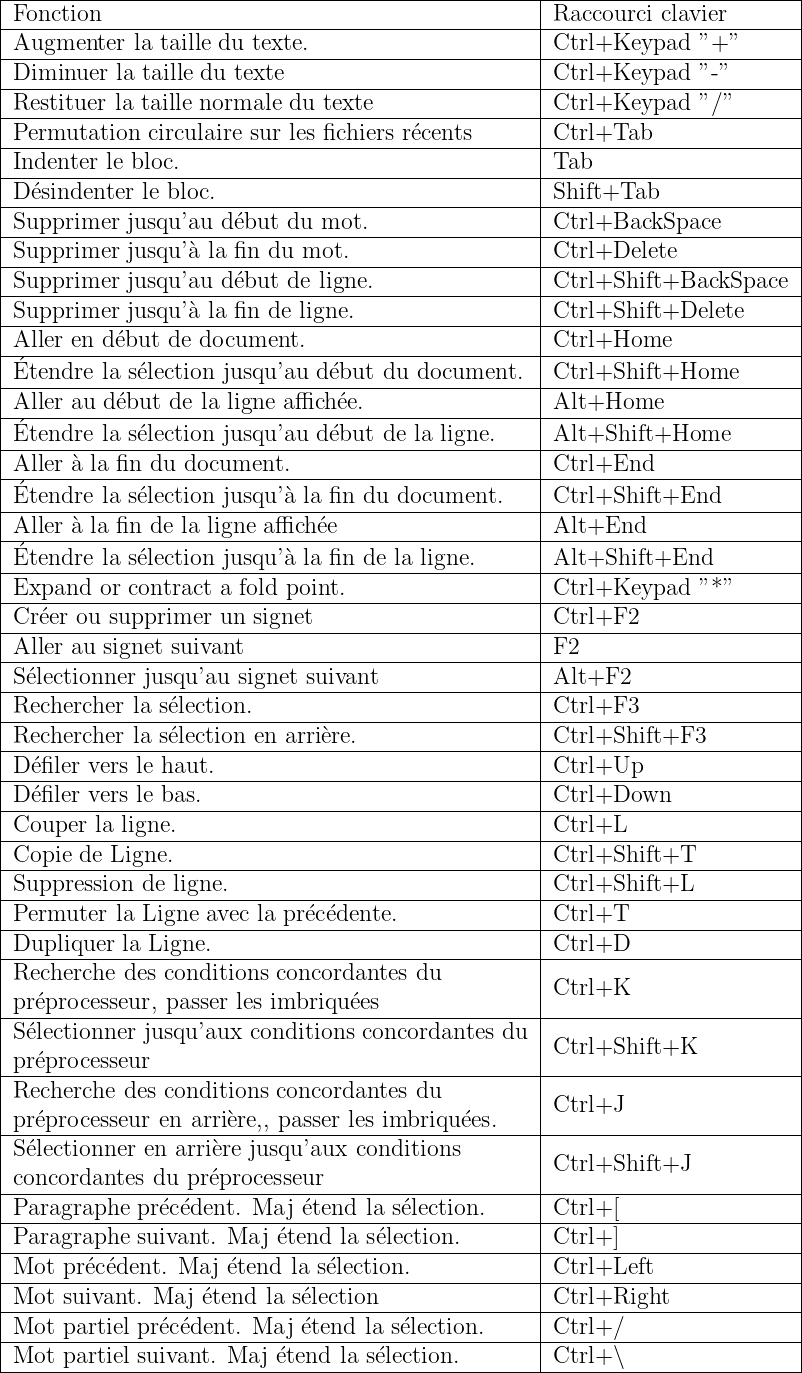 Fonction Raccourci clavier
Augmenter la taille du texte. Ctrl+Keypad ”+”
Diminuer la taille du texte Ctrl+Keypad ”-”
Restituer la taille normale du texte Ctrl+Keypad ”/”
Permutation circulaire sur les fichiers récents Ctrl+Tab
Indenter le bloc. Tab
Désindenter le bloc. Shift+Tab
Supprimer jusqu’au début du mot. Ctrl+BackSpace
Supprimer jusqu’à la fin du mot. Ctrl+Delete
Supprimer jusqu’au début de ligne. Ctrl+Shift+BackSpace
Supprimer jusqu’à la fin de ligne. Ctrl+Shift+Delete
Aller en début de document. Ctrl+Home
Étendre la sélection jusqu’au début du document. Ctrl+Shift+Home
Aller au début de la ligne affichée. Alt+Home
Étendre la sélection jusqu’au début de la ligne. Alt+Shift+Home
Aller à la fin du document. Ctrl+End
Étendre la sélection jusqu’à la fin du document. Ctrl+Shift+End
Aller à la fin de la ligne affichée Alt+End
Étendre la sélection jusqu’à la fin de la ligne. Alt+Shift+End
Expand or contract a fold point. Ctrl+Keypad ”*”
Créer ou supprimer un signet Ctrl+F2
Aller au signet suivant F2
Sélectionner jusqu’au signet suivant Alt+F2
Rechercher la sélection. Ctrl+F3
Rechercher la sélection en arrière. Ctrl+Shift+F3
Défiler vers le haut. Ctrl+Up
Défiler vers le bas. Ctrl+Down
Couper la ligne. Ctrl+L
Copie de Ligne. Ctrl+Shift+T
Suppression de ligne. Ctrl+Shift+L
Permuter la Ligne avec la précédente. Ctrl+T
Dupliquer la Ligne. Ctrl+D
Recherche des conditions concordantes du
préprocesseur, passer les imbriquées Ctrl+K
Sélectionner jusqu’aux conditions concordantes du
préprocesseur Ctrl+Shift+K
Recherche des conditions concordantes du
préprocesseur en arrière,, passer les imbriquées. Ctrl+J
Sélectionner en arrière jusqu’aux conditions
concordantes du préprocesseur Ctrl+Shift+J
Paragraphe précédent. Maj étend la sélection. Ctrl+[
Paragraphe suivant. Maj étend la sélection. Ctrl+]
Mot précédent. Maj étend la sélection. Ctrl+Left
Mot suivant. Maj étend la sélection Ctrl+Right
Mot partiel précédent. Maj étend la sélection. Ctrl+/
Mot partiel suivant. Maj étend la sélection. Ctrl+\